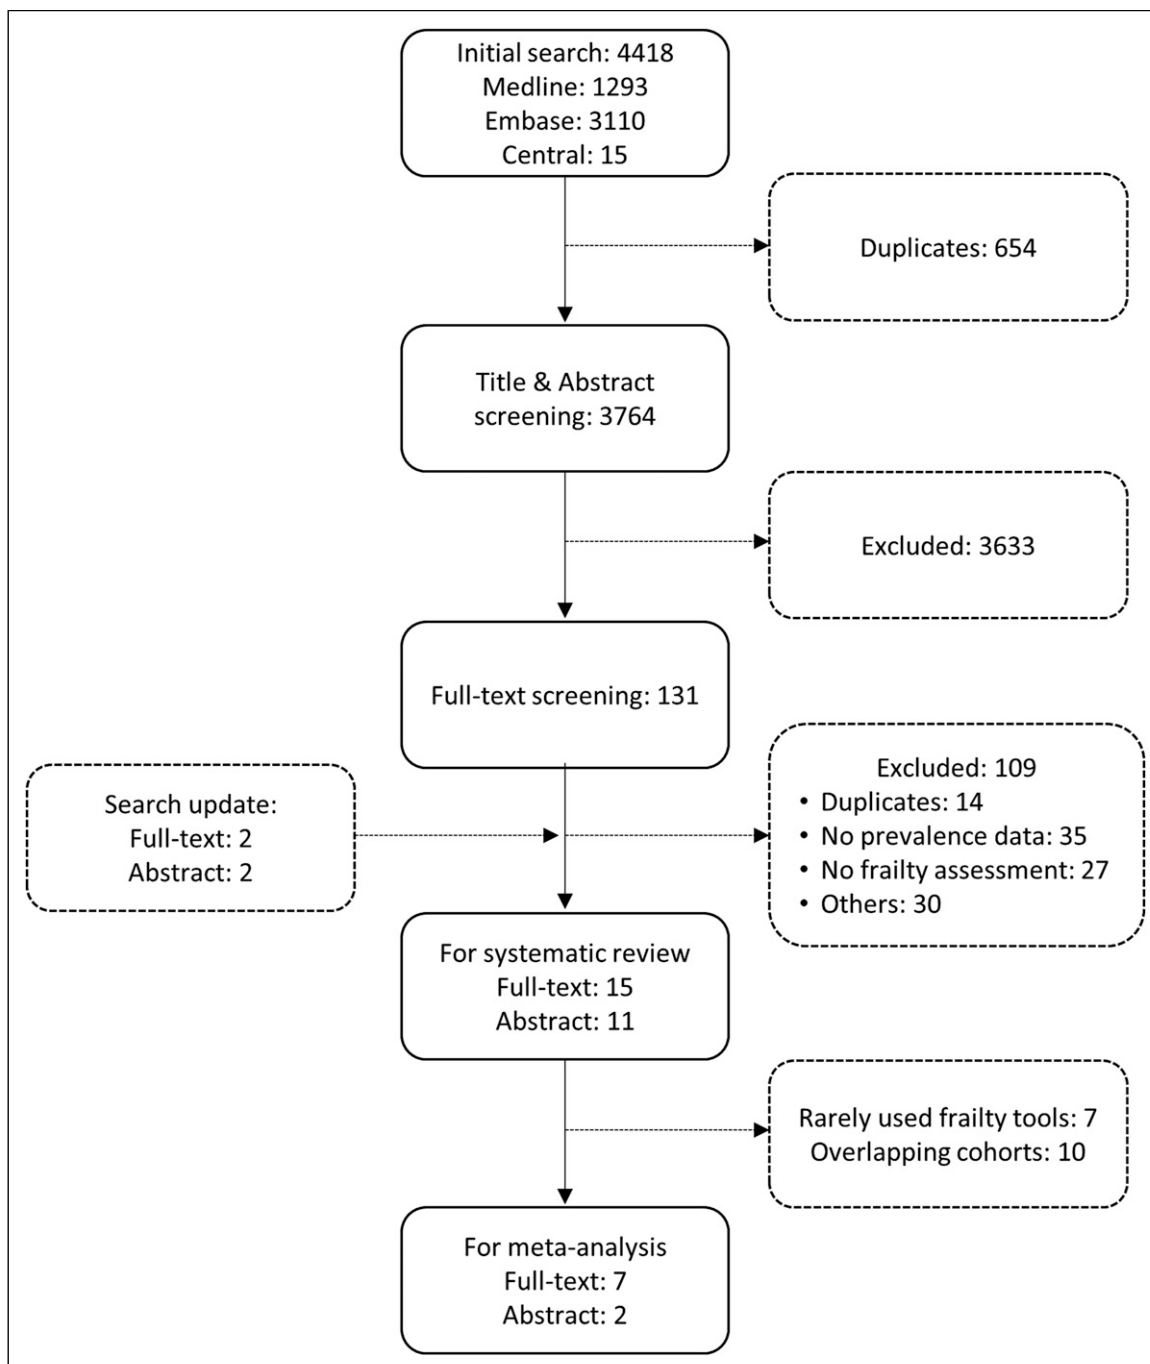 Initial search: 4418
Medline: 1293
Embase: 3110
Central: 15
Duplicates: 654
Title & Abstract
screening: 3764
Excluded: 3633
Full-text screening: 131
Search update:
Full-text: 2
Abstract: 2
Excluded: 109
• Duplicates: 14
• No prevalence data: 35
• No frailty assessment: 27
• Others: 30
For systematic review
Full-text: 15
Abstract: 11
Rarely used frailty tools: 7
Overlapping cohorts: 10
For meta-analysis
Full-text: 7
Abstract: 2